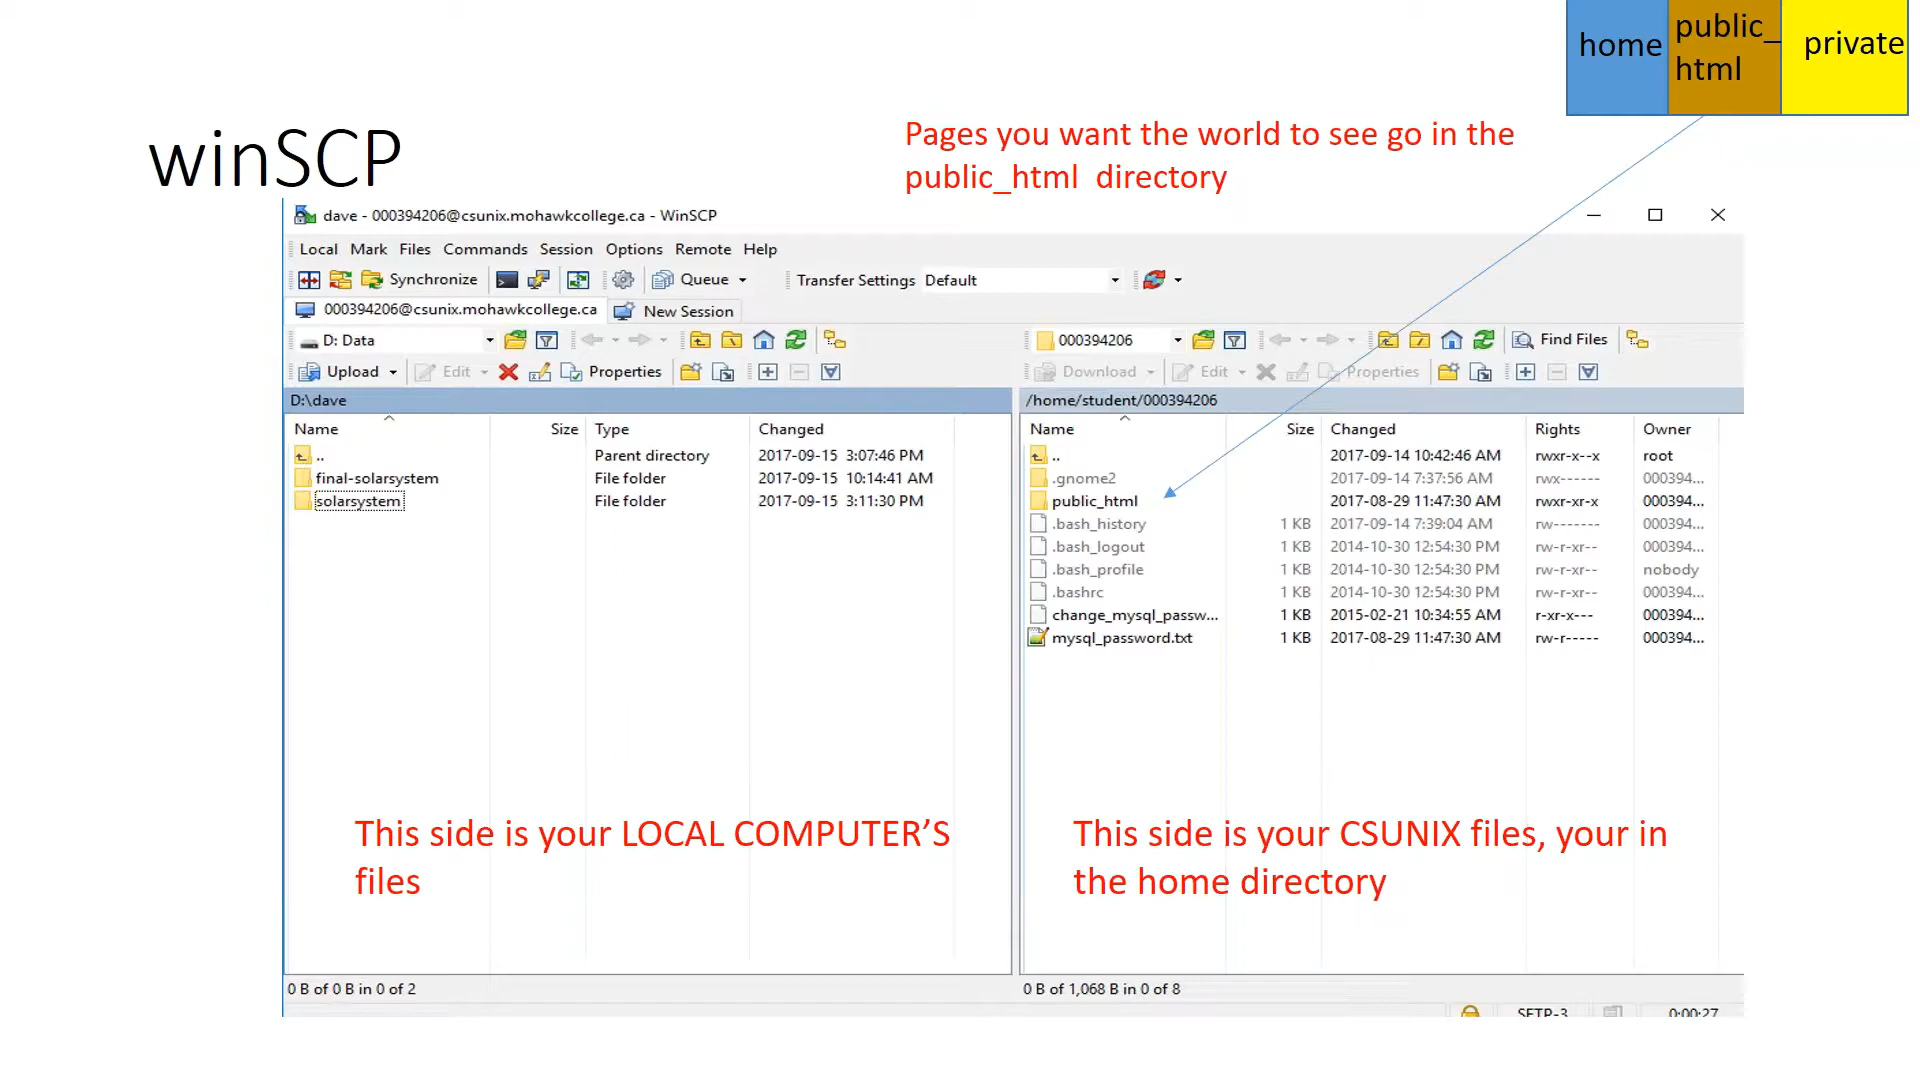 home
public_
html
private
winSCP
Pages you want the world to see go in the
public_html directory
dave - 000394206@csunix.mohawkcollege.ca - WinSCP
Local Mark Files Commands Session Options Remote Help
Synchronize Queue Transfer Settings Default
000394206@csunix.mohawkcollege.ca New Session
D: Data
000394206 Find Files
Upload Edit Properties
Download Edit Properties
D:\dave
/home/student/000394206
Name Size Type Changed
.. Parent directory 2017-09-15 3:07:46 PM
final-solarsystem File folder 2017-09-15 10:14:41 AM
solarsystem File folder 2017-09-15 3:11:30 PM
Name Size Changed Rights Owner
.. 2017-09-14 10:42:46 AM rwxr-x--x root
.gnome2 2017-09-14 7:37:56 AM rwx------ 000394...
public_html 2017-08-29 11:47:30 AM rwxr-xr-x 000394...
.bash_history 1 KB 2017-09-14 7:39:04 AM rw------- 000394...
.bash_logout 1 KB 2014-10-30 12:54:30 PM rw-r-xr-- 000394...
.bash_profile 1 KB 2014-10-30 12:54:30 PM rw-r-xr-- nobody
.bashrc 1 KB 2014-10-30 12:54:30 PM rw-r-xr-- 000394...
change_mysql_passw... 1 KB 2015-02-21 10:34:55 AM r-xr-x--- 000394...
mysql_password.txt 1 KB 2017-08-29 11:47:30 AM rw-r----- 000394...
This side is your LOCAL COMPUTER’S
files
This side is your CSUNIX files, your in
the home directory
0 B of 0 B in 0 of 2
0 B of 1,068 B in 0 of 8
SFTP-3 0:00:27